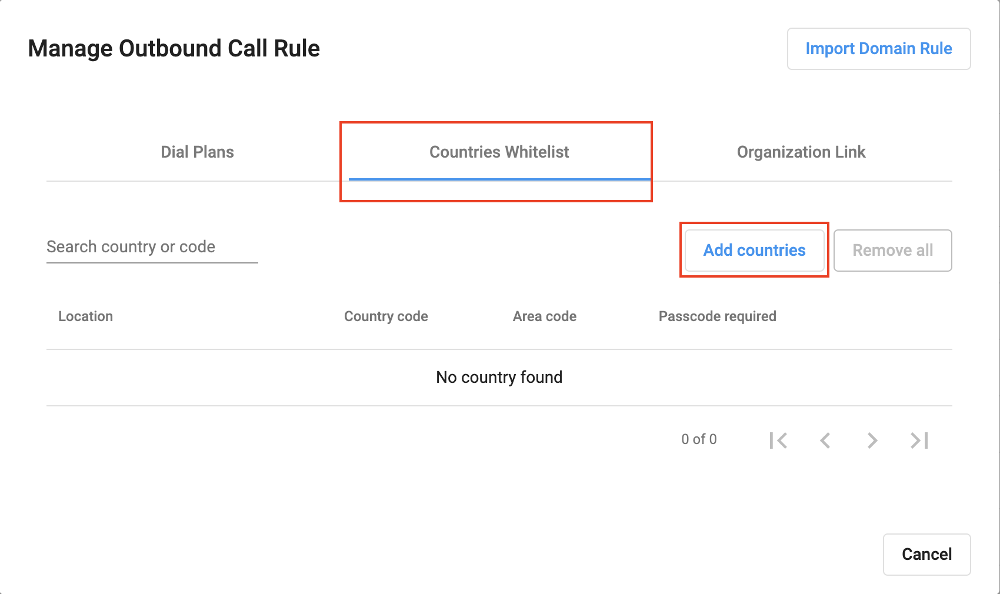 Manage Outbound Call Rule
Import Domain Rule
Dial Plans
Countries Whitelist
Organization Link
Search country or code
Add countries
Remove all
Location
Country code
Area code
Passcode required
No country found
0 of 0
Cancel